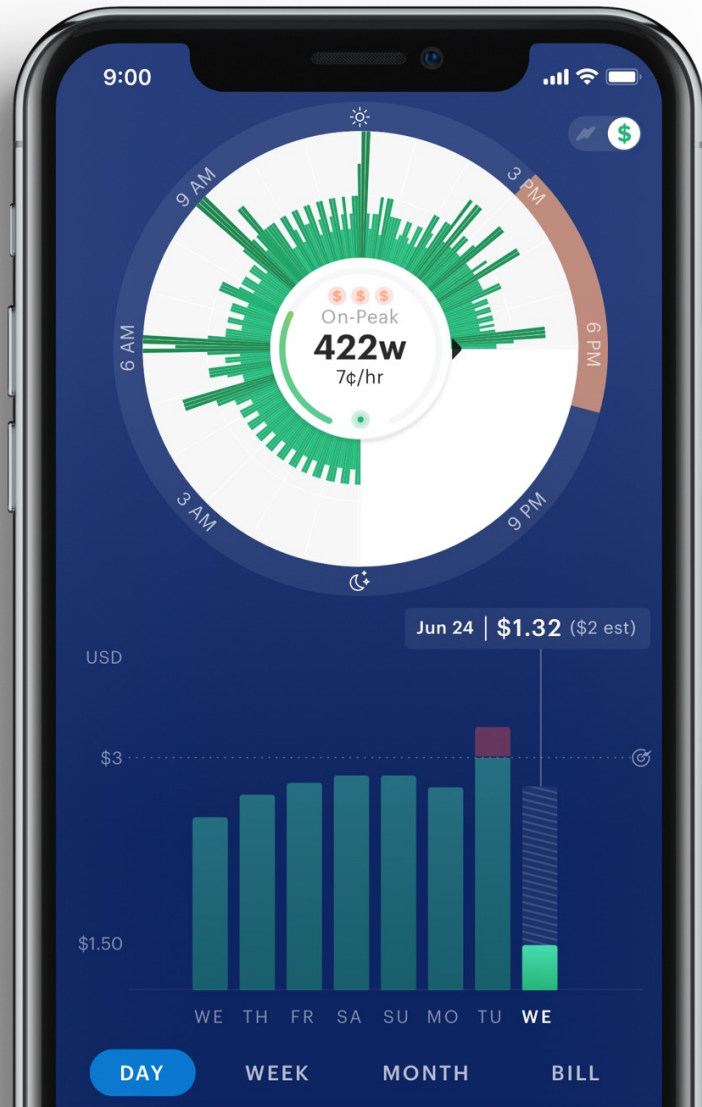 9:00
$
9 AM
3 PM
6 AM
6 PM
3 AM
9 PM
$ $ $
On-Peak
422w
7¢/hr
Jun 24 | $1.32 ($2 est)
USD
$3
$1.50
WE TH FR SA SU MO TU WE
DAY WEEK MONTH BILL